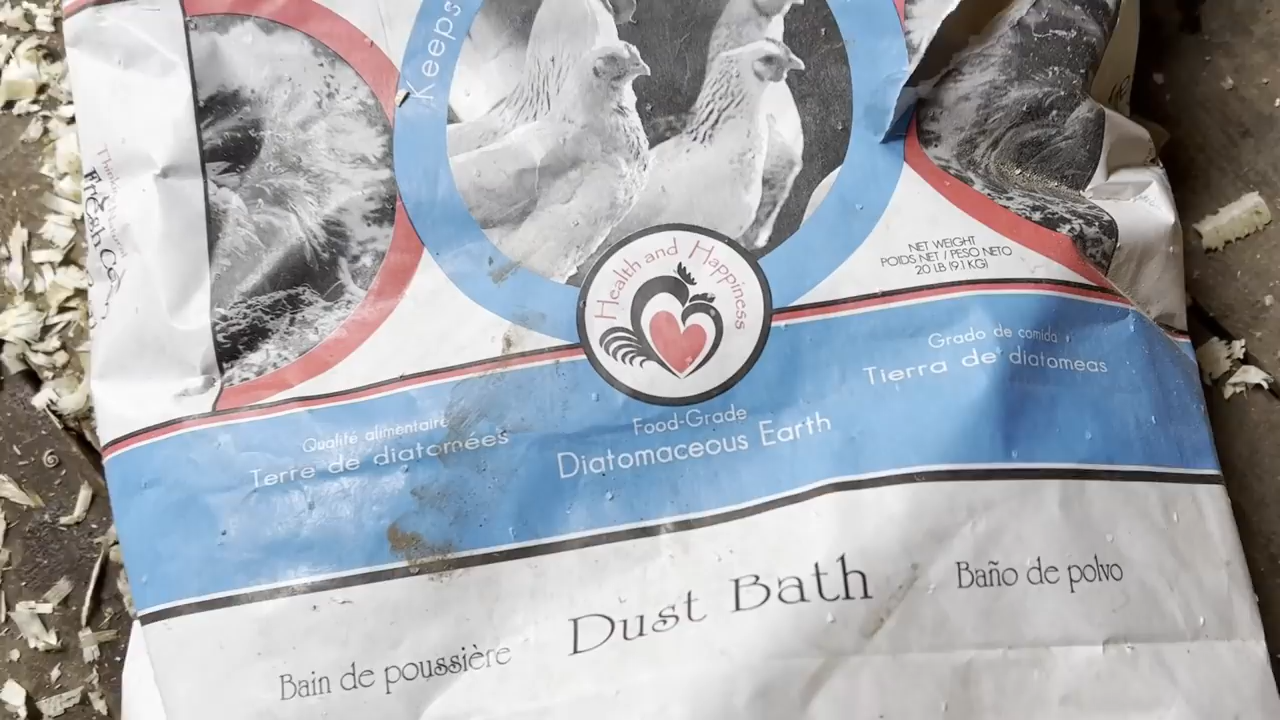 Keeps
Fresh Co
Health and Happiness
NET WEIGHT
POIDS NET / PESO NETO
20 LB (9.1 KG)
Grado de comida
Tierra de diatomeas
Qualité alimentaire
Terre de diatomées
Food-Grade
Diatomaceous Earth
Dust Bath
Baño de polvo
Bain de poussière